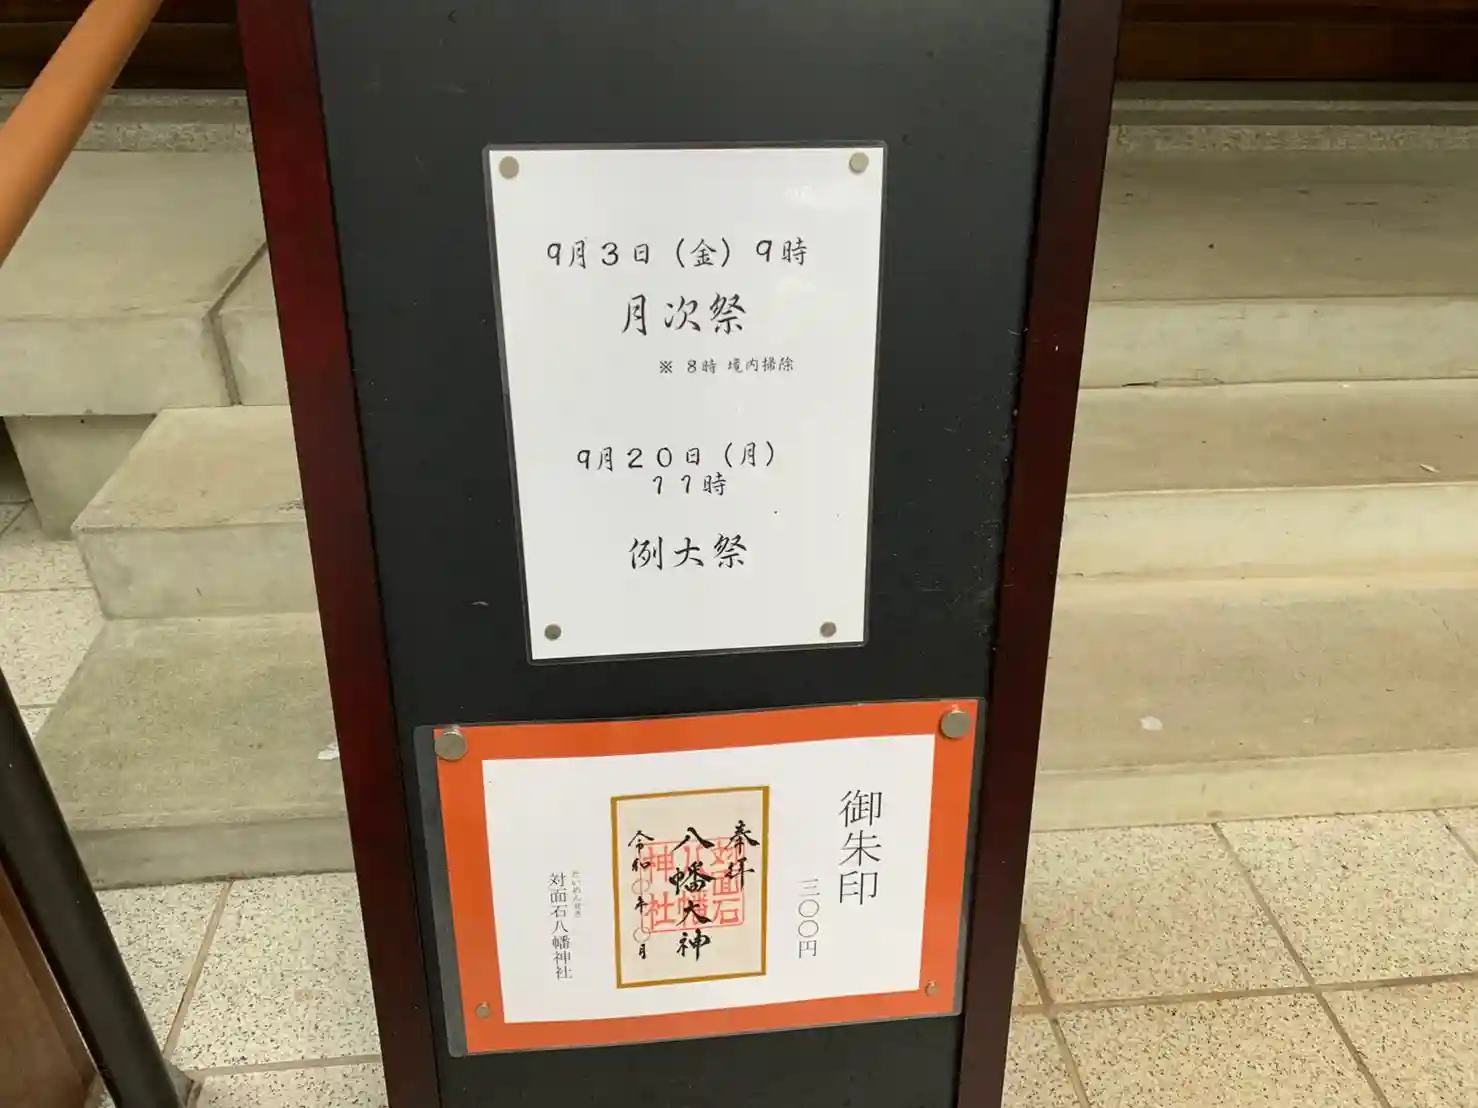 9月3日（金）9時
月次祭
※ 8時 境内掃除
9月20日（月）
11時
例大祭
御朱印
三〇〇円
奉拝
八幡大神
令和〇年〇月
対面石八幡神社
たいめんせき
対面石八幡神社